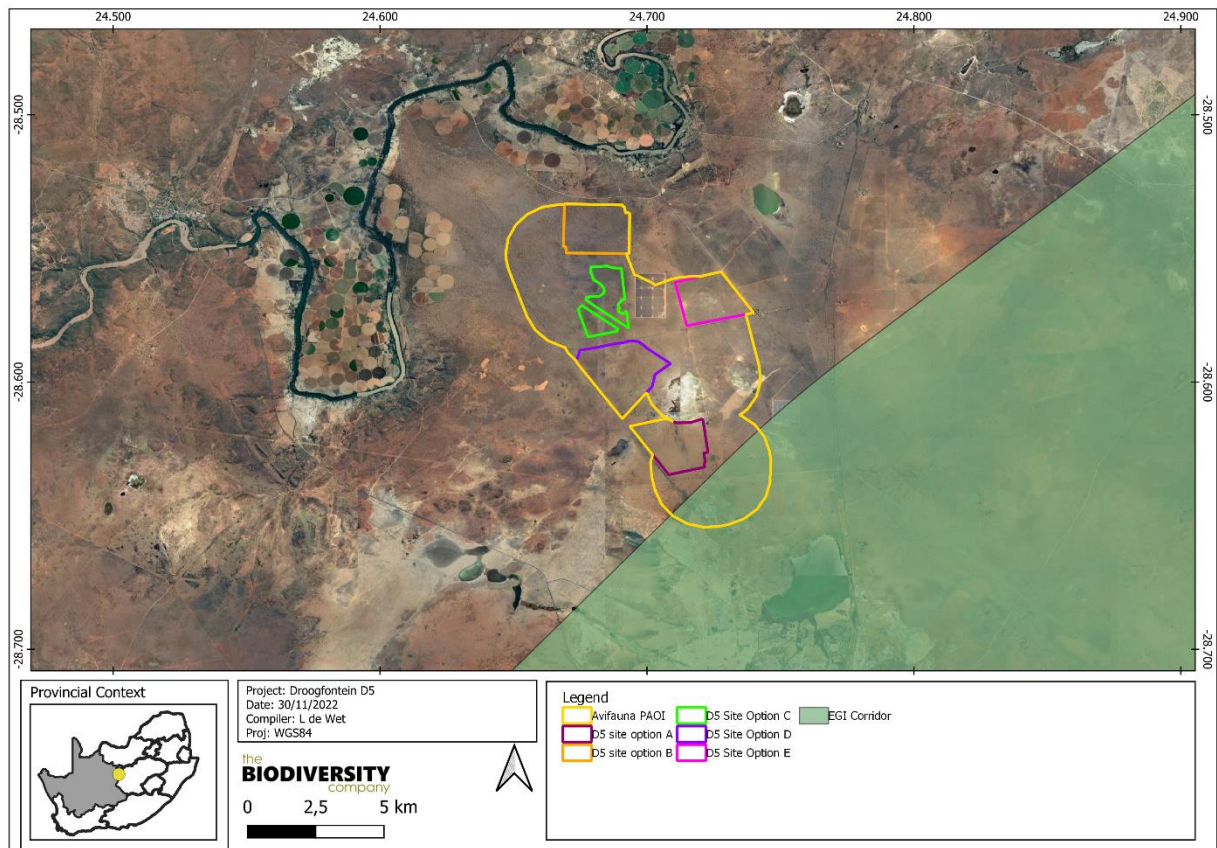 24.500 24.600 24.700 24.800 24.900
-28.500 -28.500
-28.600 -28.600
-28.700 -28.700
Provincial Context
Project: Droogfontein D5
Date: 30/11/2022
Compiler: L de Wet
Proj: WGS84
the
BIODIVERSITY
company
0 2,5 5 km
Legend
Avifauna PAOI D5 Site Option C EGI Corridor
D5 site option A D5 Site Option D
D5 site option B D5 Site Option E